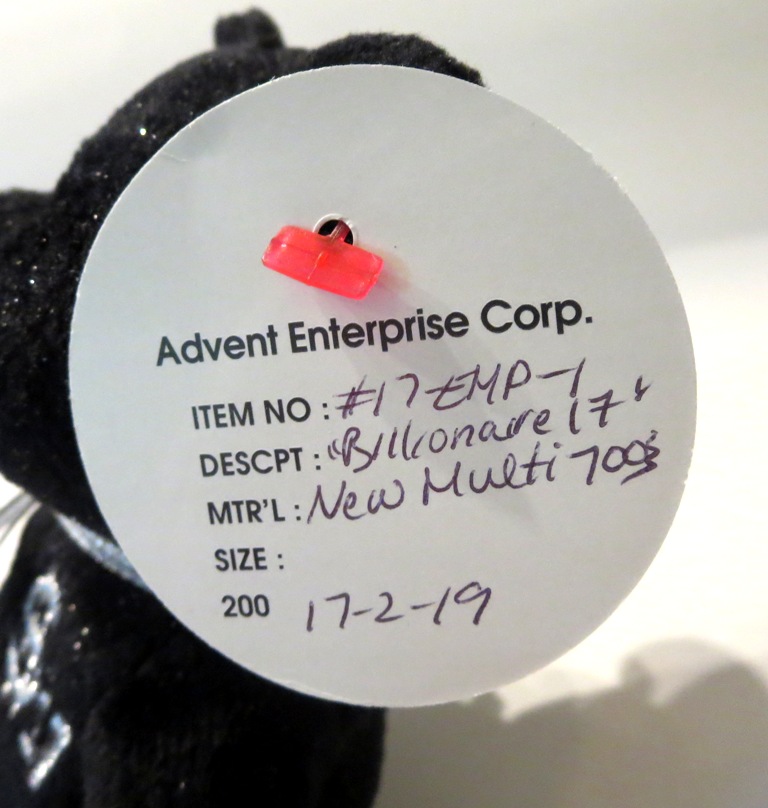 Advent Enterprise Corp.
ITEM NO : #17-EMP-1
DESCPT : "Billionaire 17"
MTR'L : New Multi 700
SIZE :
200 17-2-19